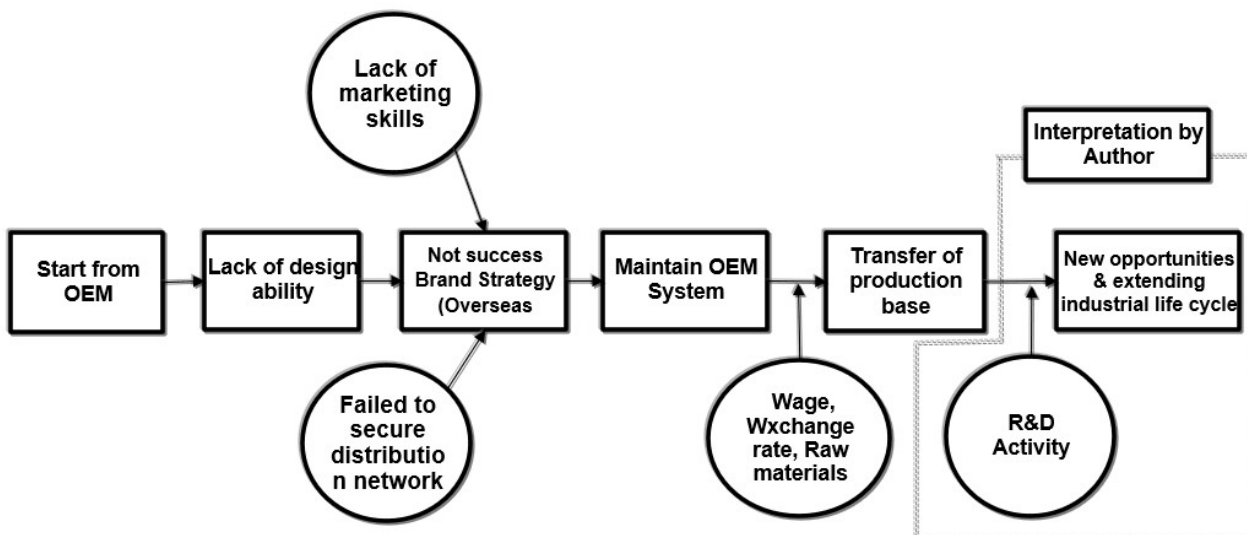 Lack of
marketing
skills
Interpretation by
Author
Start from
OEM
Lack of design
ability
Not success
Brand Strategy
(Overseas
Maintain OEM
System
Transfer of
production
base
New opportunities
& extending
industrial life cycle
Failed to
secure
distributio
n network
Wage,
Wxchange
rate, Raw
materials
R&D
Activity